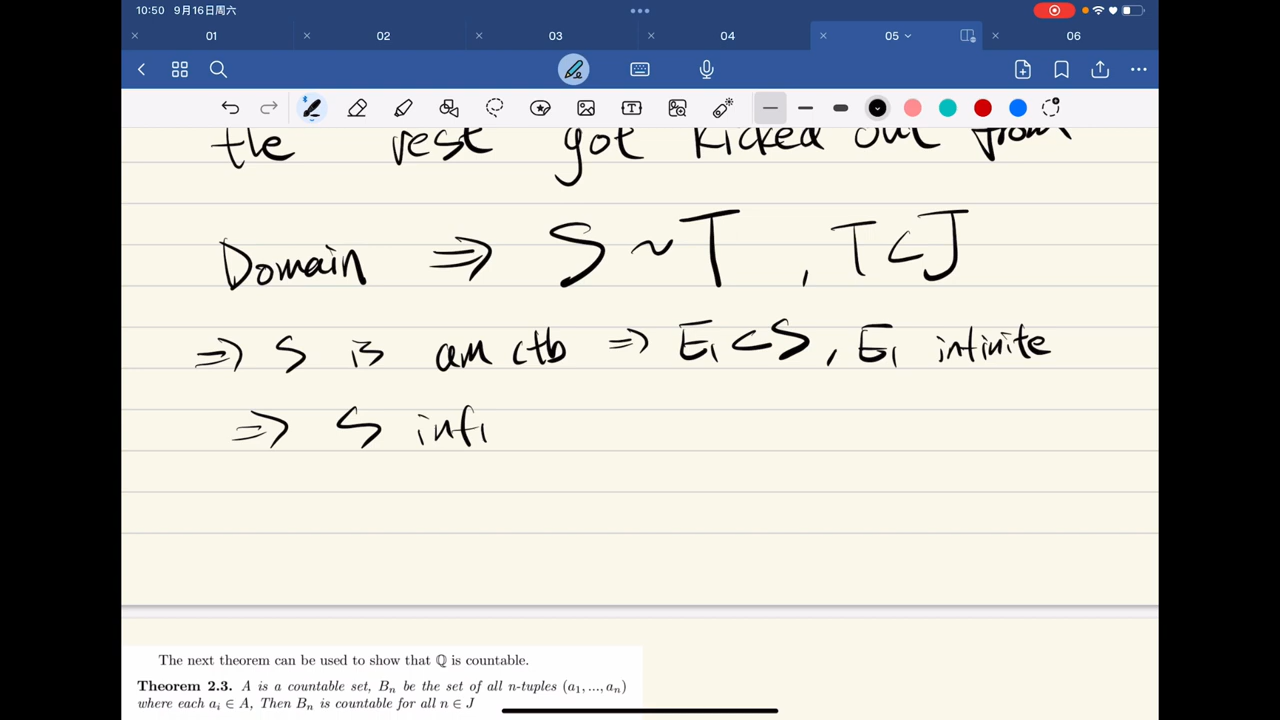 10:50 9月16日周六
01 02 03 04 05 06
the rest got kicked out from
Domain ⇒ S ~ T , T ⊂ J
⇒ S is am ctb ⇒ E₁ ⊂ S , E₁ infinite
⇒ S infi
The next theorem can be used to show that ℚ is countable.
Theorem 2.3. A is a countable set, Bₙ be the set of all n-tuples (a₁, ..., aₙ)
where each aᵢ ∈ A, Then Bₙ is countable for all n ∈ J